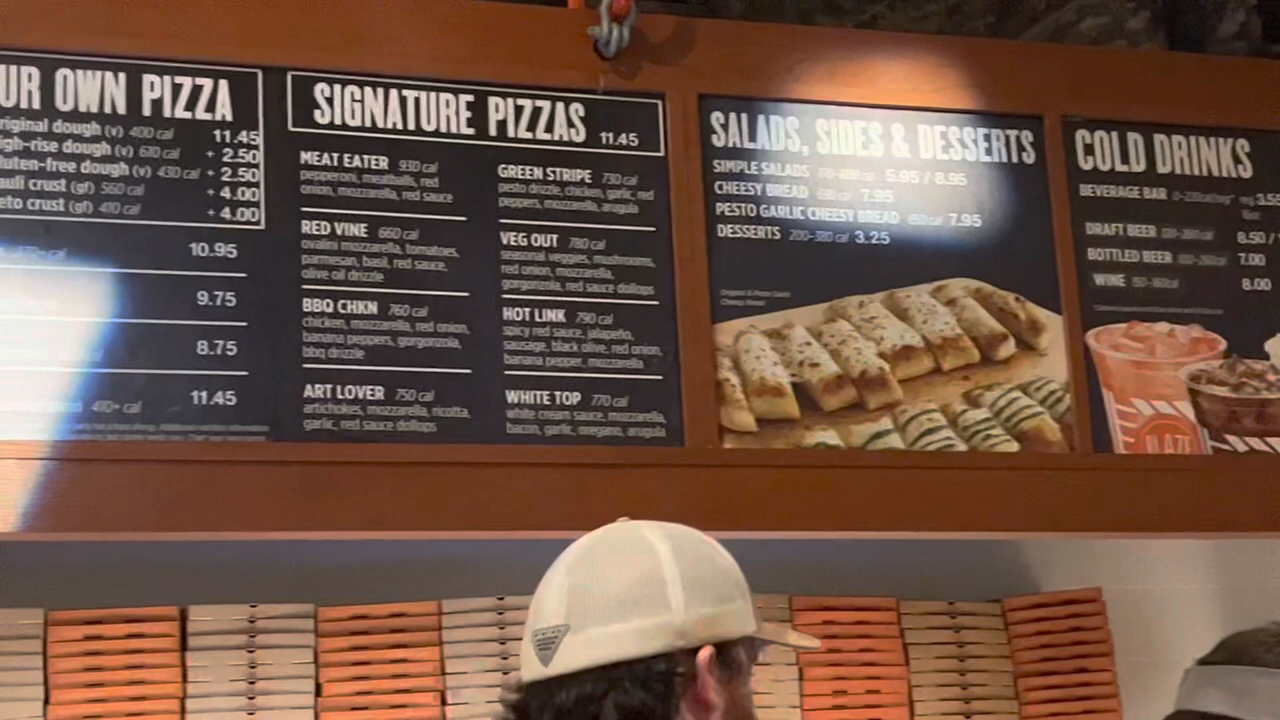 UR OWN PIZZA
riginal dough (v) 400 cal 11.45
igh-rise dough (v) 610 cal + 2.50
luten-free dough (v) 430 cal + 2.50
auli crust (gf) 560 cal + 4.00
eto crust (gf) 410 cal + 4.00
10.95
9.75
8.75
410+ cal 11.45
SIGNATURE PIZZAS 11.45
MEAT EATER 930 cal
pepperoni, meatballs, red
onion, mozzarella, red sauce
RED VINE 660 cal
ovalini mozzarella, tomatoes,
parmesan, basil, red sauce,
olive oil drizzle
BBQ CHKN 760 cal
chicken, mozzarella, red onion,
banana peppers, gorgonzola,
bbq drizzle
ART LOVER 750 cal
artichokes, mozzarella, ricotta,
garlic, red sauce dollops
GREEN STRIPE 730 cal
pesto drizzle, chicken, garlic, red
peppers, mozzarella, arugula
VEG OUT 780 cal
seasonal veggies, mushrooms,
red onion, mozzarella,
gorgonzola, red sauce dollops
HOT LINK 790 cal
spicy red sauce, jalapeño,
sausage, black olive, red onion,
banana pepper, mozzarella
WHITE TOP 770 cal
white cream sauce, mozzarella,
bacon, garlic, oregano, arugula
SALADS, SIDES & DESSERTS
SIMPLE SALADS 5.95 / 8.95
CHEESY BREAD cal 7.95
PESTO GARLIC CHEESY BREAD cal 7.95
DESSERTS 200-380 cal 3.25
Cheesy Bread
COLD DRINKS
BEVERAGE BAR
DRAFT BEER 8.50 /
BOTTLED BEER 7.00
WINE 8.00
BLAZE